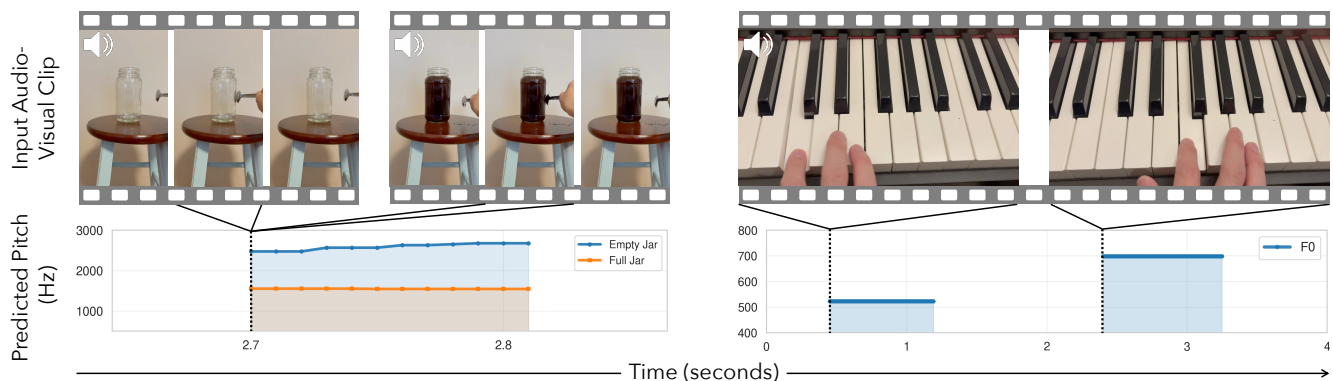 Input Audio-
Visual Clip
Predicted Pitch
(Hz)
3000
2000
1000
Empty Jar
Full Jar
2.7
2.8
800
700
600
500
400
F0
0
1
2
3
4
Time (seconds)